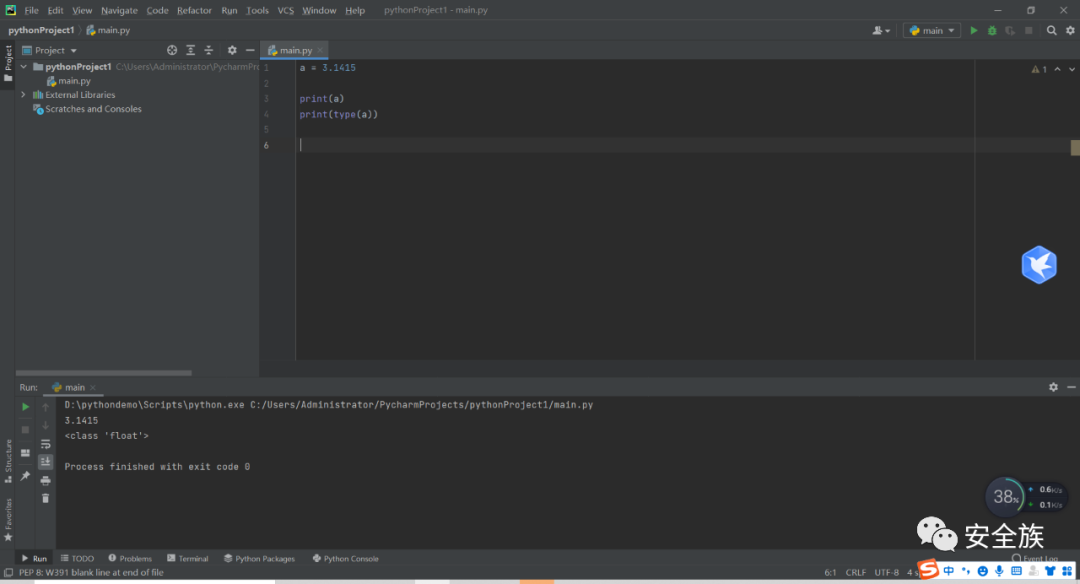 File Edit View Navigate Code Refactor Run Tools VCS Window Help pythonProject1 - main.py
pythonProject1 main.py main
Project main.py
Project
pythonProject1 C:\Users\Administrator\PycharmPro
main.py
External Libraries
Scratches and Consoles
1 a = 3.1415
2
3 print(a)
4 print(type(a))
5
6
1
Run: main
D:\pythondemo\Scripts\python.exe C:/Users/Administrator/PycharmProjects/pythonProject1/main.py
3.1415
<class 'float'>
Process finished with exit code 0
Structure
Favorites
38%
0.6K/s
0.1K/s
安全族
Run TODO Problems Terminal Python Packages Python Console Event Log
PEP 8: W391 blank line at end of file 6:1 CRLF UTF-8 4 s
中